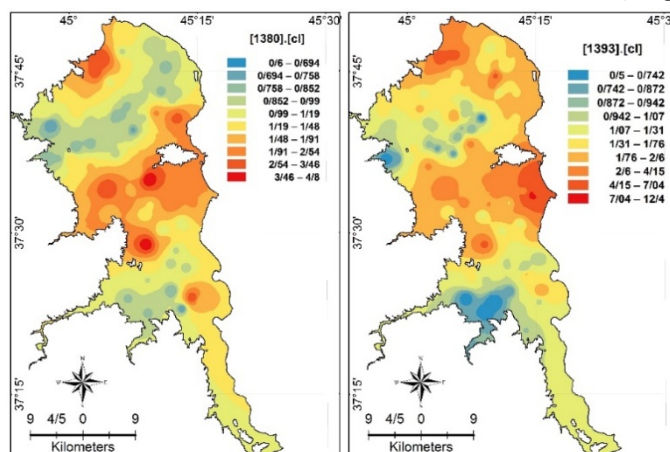 45°
45°15'
45°30'
45°
45°15'
45°30'
37°45'
37°30'
37°15'
[1380].[cl]
0/6 – 0/694
0/694 – 0/758
0/758 – 0/852
0/852 – 0/99
0/99 – 1/19
1/19 – 1/48
1/48 – 1/91
1/91 – 2/54
2/54 – 3/46
3/46 – 4/8
N
W E
S
9 4/5 0 9
Kilometers
37°45'
37°30'
37°15'
[1393].[cl]
0/5 – 0/742
0/742 – 0/872
0/872 – 0/942
0/942 – 1/07
1/07 – 1/31
1/31 – 1/76
1/76 – 2/6
2/6 – 4/15
4/15 – 7/04
7/04 – 12/4
N
W E
S
9 4/5 0 9
Kilometers